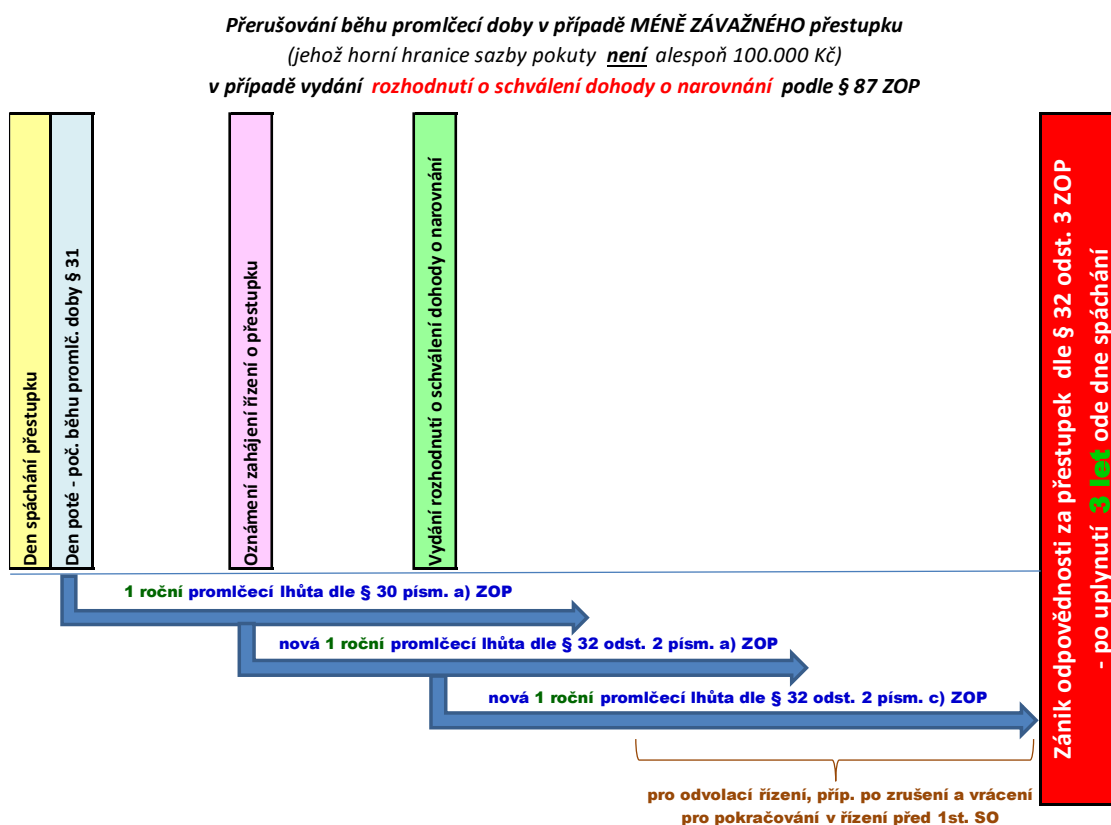 Přerušování běhu promlčecí doby v případě MÉNĚ ZÁVAŽNÉHO přestupku
(jehož horní hranice sazby pokuty není alespoň 100.000 Kč)
v případě vydání rozhodnutí o schválení dohody o narovnání podle § 87 ZOP
Den spáchání přestupku
Den poté - poč. běhu promlč. doby § 31
Oznámení zahájení řízení o přestupku
Vydání rozhodnutí o schválení dohody o narovnání
Zánik odpovědnosti za přestupek dle § 32 odst. 3 ZOP
- po uplynutí 3 let ode dne spáchání
1 roční promlčecí lhůta dle § 30 písm. a) ZOP
nová 1 roční promlčecí lhůta dle § 32 odst. 2 písm. a) ZOP
nová 1 roční promlčecí lhůta dle § 32 odst. 2 písm. c) ZOP
pro odvolací řízení, příp. po zrušení a vrácení
pro pokračování v řízení před 1st. SO